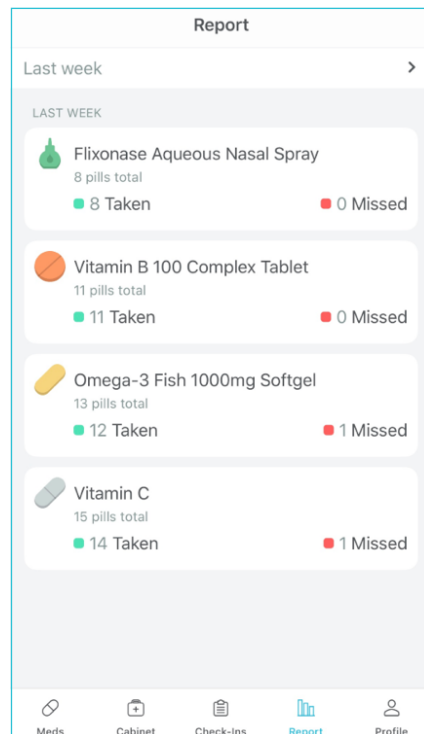 Report
Last week
LAST WEEK
Flixonase Aqueous Nasal Spray
8 pills total
8 Taken 0 Missed
Vitamin B 100 Complex Tablet
11 pills total
11 Taken 0 Missed
Omega-3 Fish 1000mg Softgel
13 pills total
12 Taken 1 Missed
Vitamin C
15 pills total
14 Taken 1 Missed
Meds Cabinet Check-Ins Report Profile